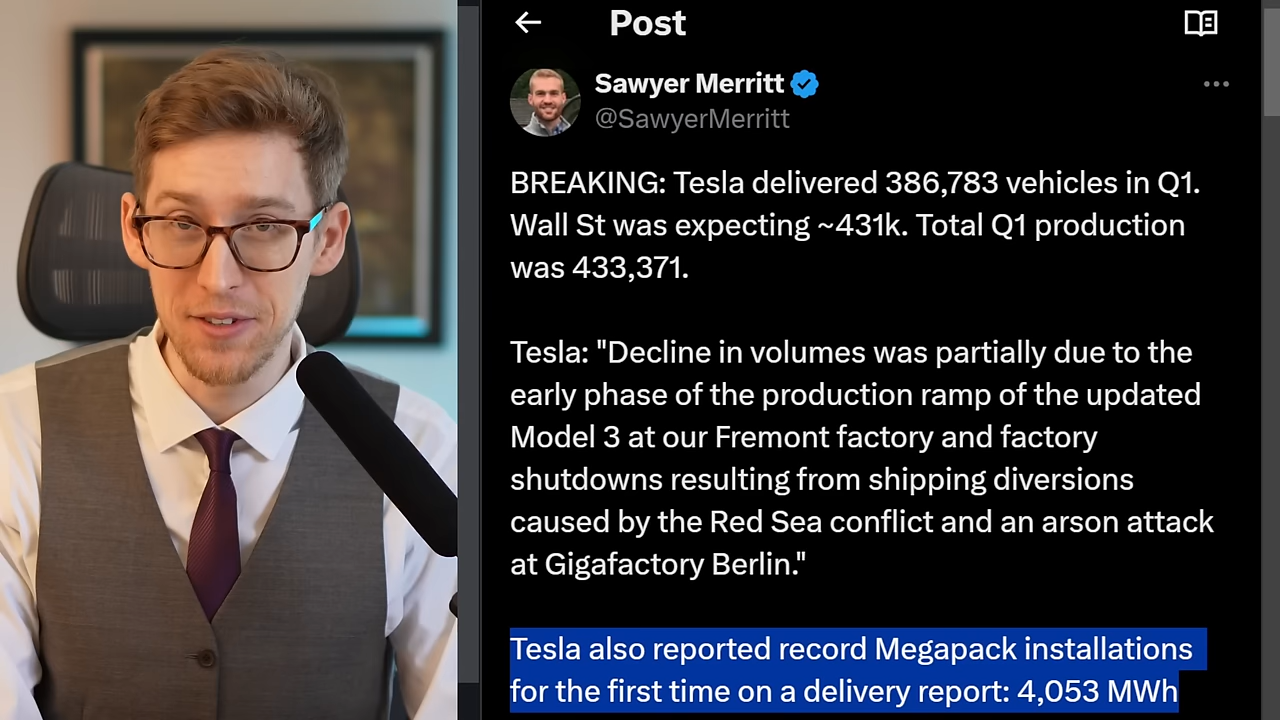 Post
Sawyer Merritt
@SawyerMerritt
BREAKING: Tesla delivered 386,783 vehicles in Q1.
Wall St was expecting ~431k. Total Q1 production
was 433,371.
Tesla: "Decline in volumes was partially due to the
early phase of the production ramp of the updated
Model 3 at our Fremont factory and factory
shutdowns resulting from shipping diversions
caused by the Red Sea conflict and an arson attack
at Gigafactory Berlin."
Tesla also reported record Megapack installations
for the first time on a delivery report: 4,053 MWh